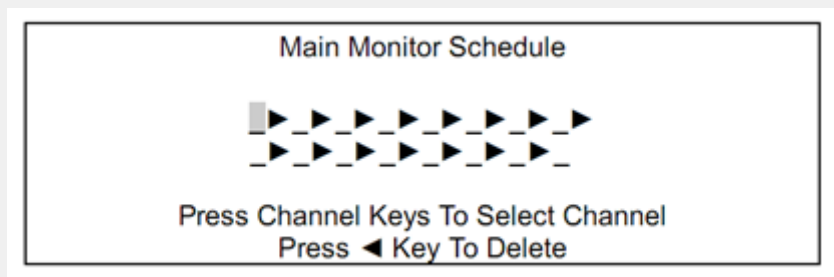 Main Monitor Schedule
_►_►_►_►_►_►_►_►
_►_►_►_►_►_►_►_
Press Channel Keys To Select Channel
Press ◄ Key To Delete